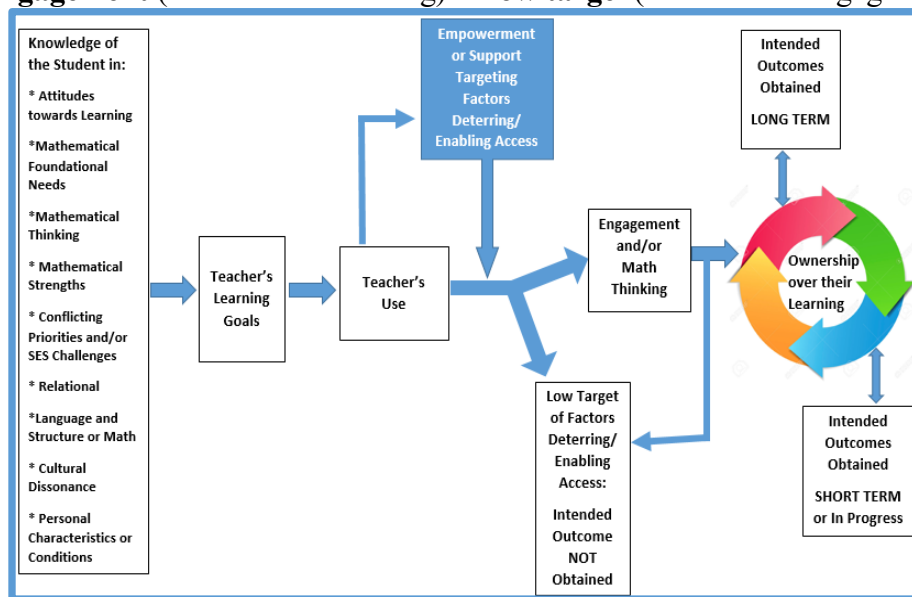 Knowledge of
the Student in:
* Attitudes
towards Learning
*Mathematical
Foundational
Needs
*Mathematical
Thinking
* Mathematical
Strengths
* Conflicting
Priorities and/or
SES Challenges
* Relational
*Language and
Structure or Math
* Cultural
Dissonance
* Personal
Characteristics or
Conditions
Teacher's
Learning
Goals
Teacher's
Use
Empowerment
or Support
Targeting
Factors
Deterring/
Enabling Access
Engagement
and/or
Math
Thinking
Low Target
of Factors
Deterring/
Enabling
Access:
Intended
Outcome
NOT
Obtained
Intended
Outcomes
Obtained
LONG TERM
Ownership
over their
Learning
Intended
Outcomes
Obtained
SHORT TERM
or In Progress